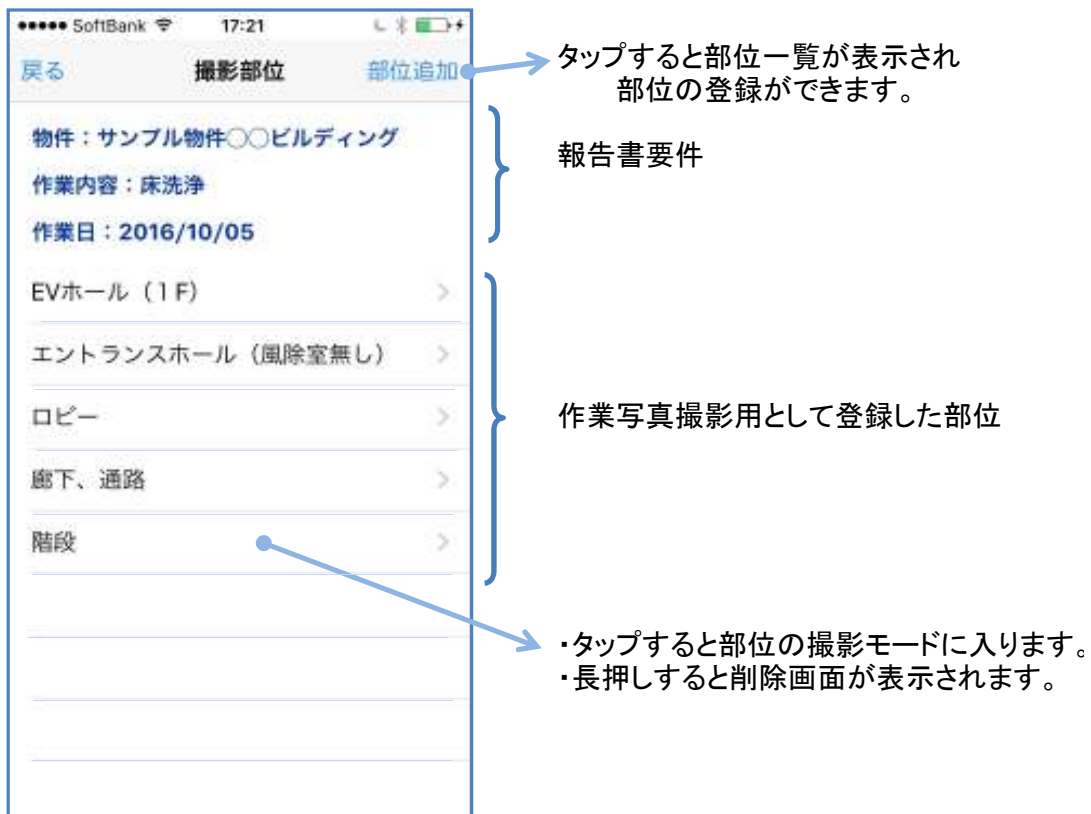 ●●●●● SoftBank 17:21
戻る 撮影部位 部位追加
タップすると部位一覧が表示され
部位の登録ができます。
物件：サンプル物件○○ビルディング
作業内容：床洗浄
作業日：2016/10/05
報告書要件
EVホール（1F）
エントランスホール（風除室無し）
ロビー
廊下、通路
階段
作業写真撮影用として登録した部位
・タップすると部位の撮影モードに入ります。
・長押しすると削除画面が表示されます。